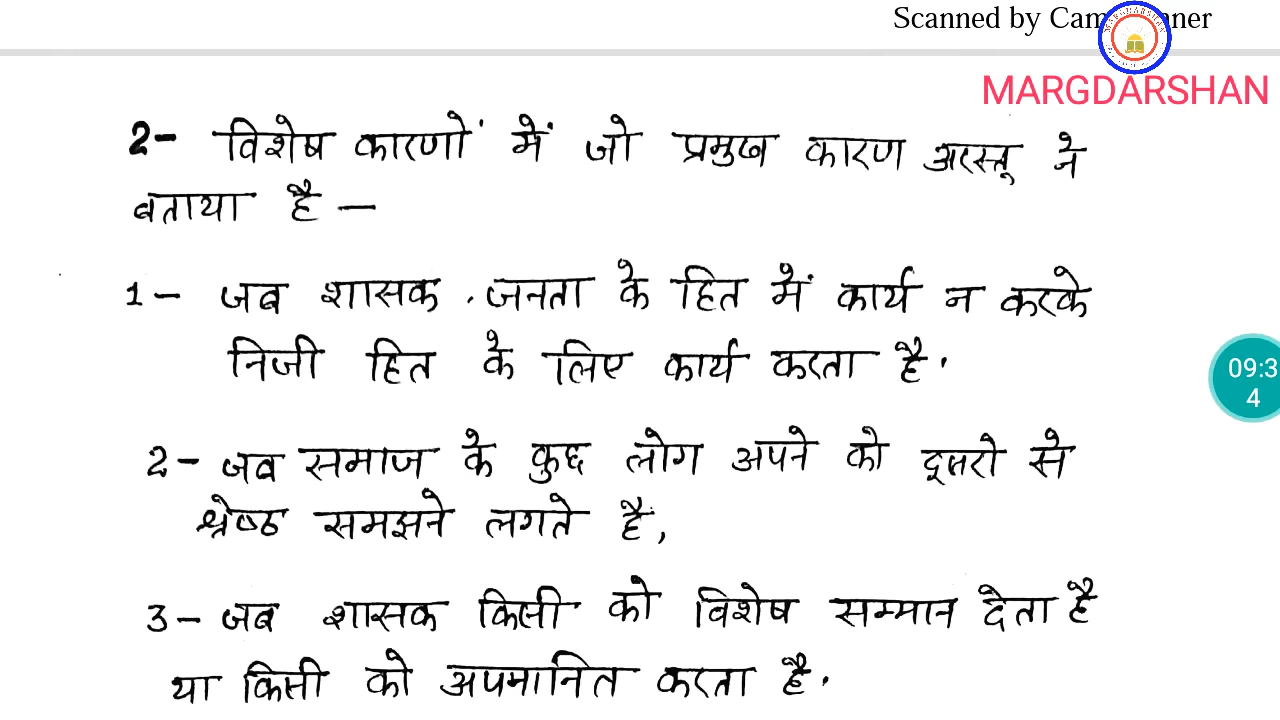 Scanned by Cam nner
MARGDARSHAN
2- विशेष कारणों में जो प्रमुख कारण अरस्तू ने
बताया है —
1- जब शासक . जनता के हित में कार्य न करके
निजी हित के लिए कार्य करता है .
09:3
4
2- जब समाज के कुछ लोग अपने को दूसरो से
श्रेष्ठ समझने लगते है,
3- जब शासक किसी को विशेष सम्मान देता है
या किसी को अपमानित करता है .